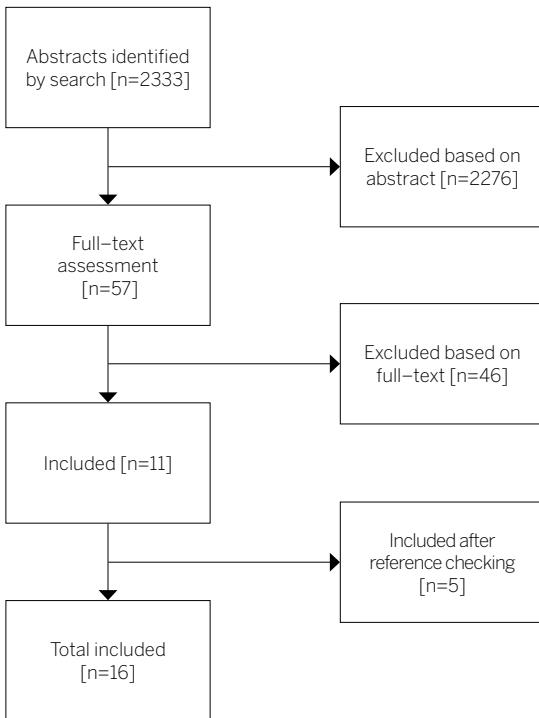 Abstracts identified
by search [n=2333]
Excluded based on
abstract [n=2276]
Full–text
assessment
[n=57]
Excluded based on
full–text [n=46]
Included [n=11]
Included after
reference checking
[n=5]
Total included
[n=16]